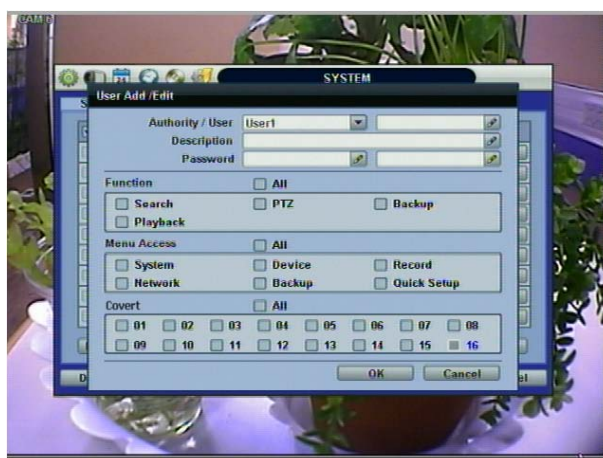 CAM 6
SYSTEM
User Add /Edit
Authority / User User1
Description
Password
Function All
Search PTZ Backup
Playback
Menu Access All
System Device Record
Network Backup Quick Setup
Covert All
01 02 03 04 05 06 07 08
09 10 11 12 13 14 15 16
OK Cancel